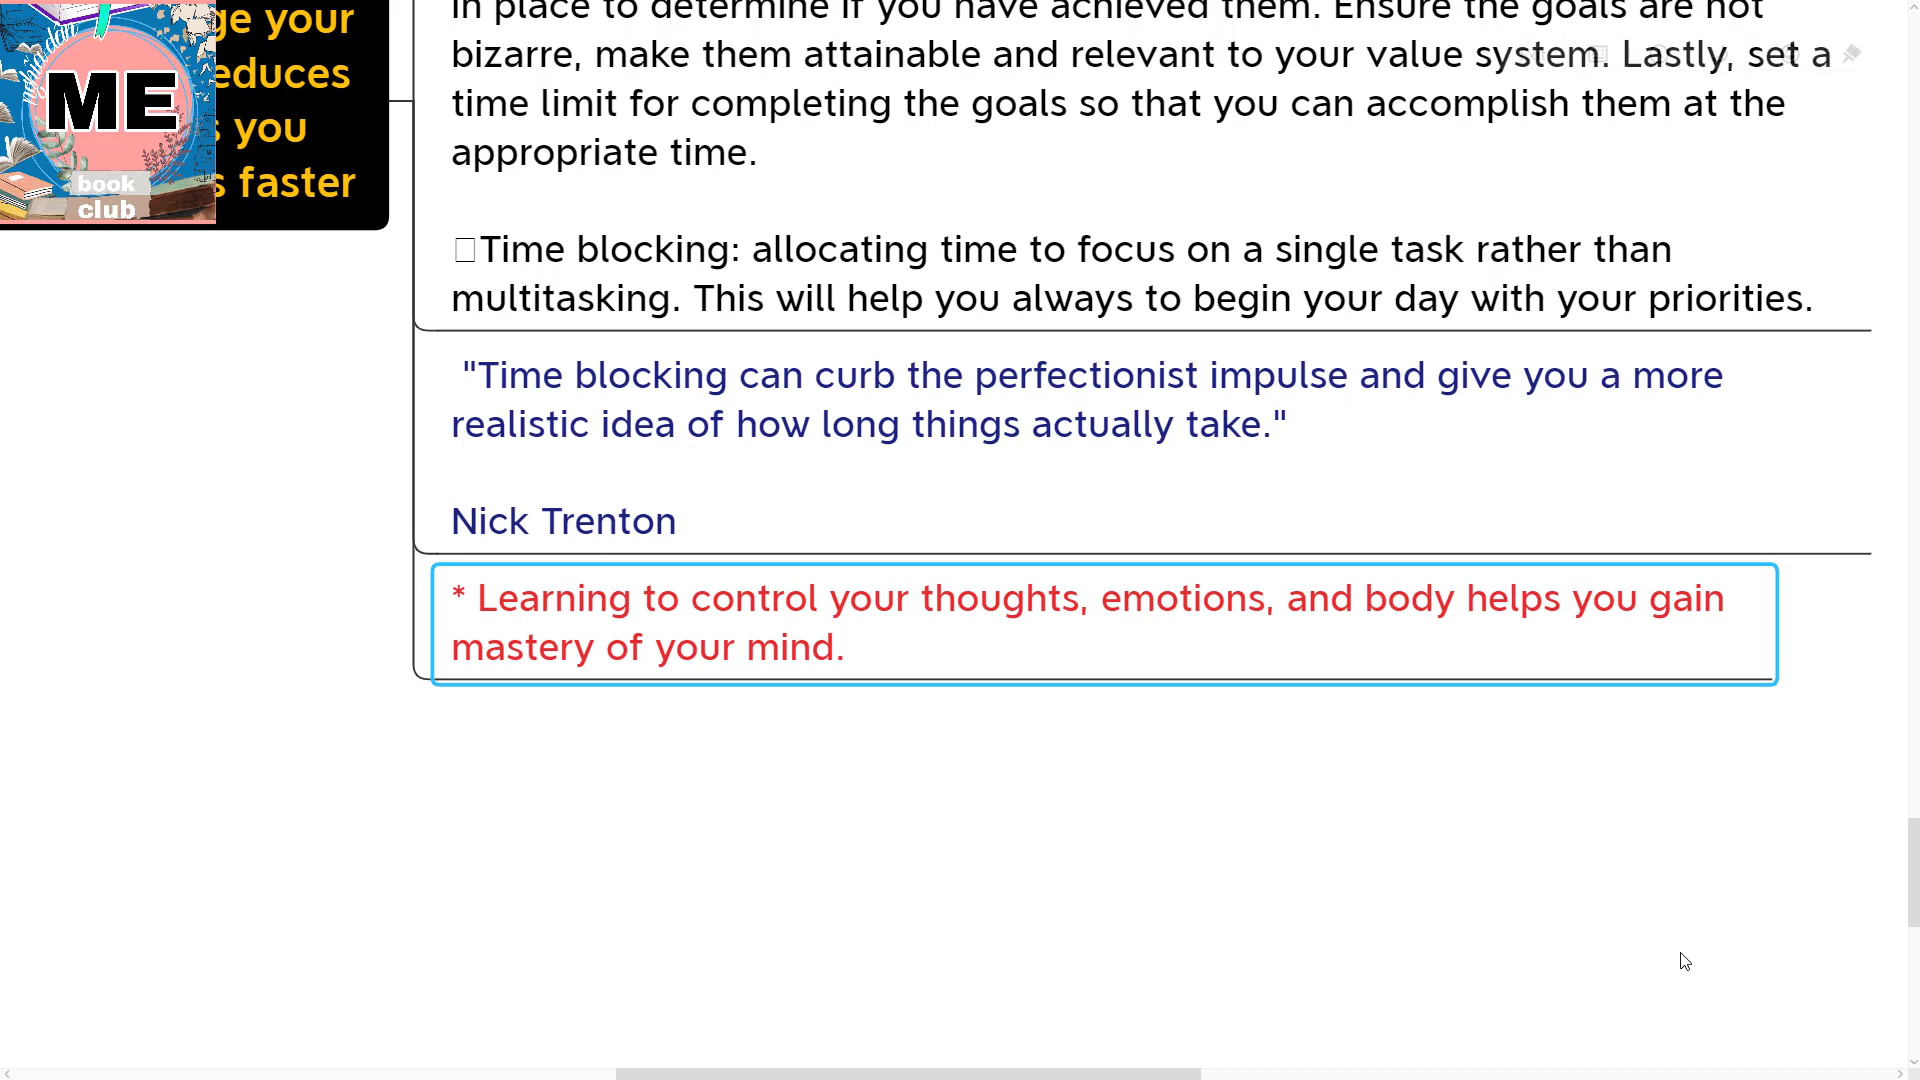 ge your
educes
s you
s faster
ME
book
club
in place to determine if you have achieved them. Ensure the goals are not
bizarre, make them attainable and relevant to your value system. Lastly, set a
time limit for completing the goals so that you can accomplish them at the
appropriate time.
□Time blocking: allocating time to focus on a single task rather than
multitasking. This will help you always to begin your day with your priorities.
"Time blocking can curb the perfectionist impulse and give you a more
realistic idea of how long things actually take."
Nick Trenton
* Learning to control your thoughts, emotions, and body helps you gain
mastery of your mind.